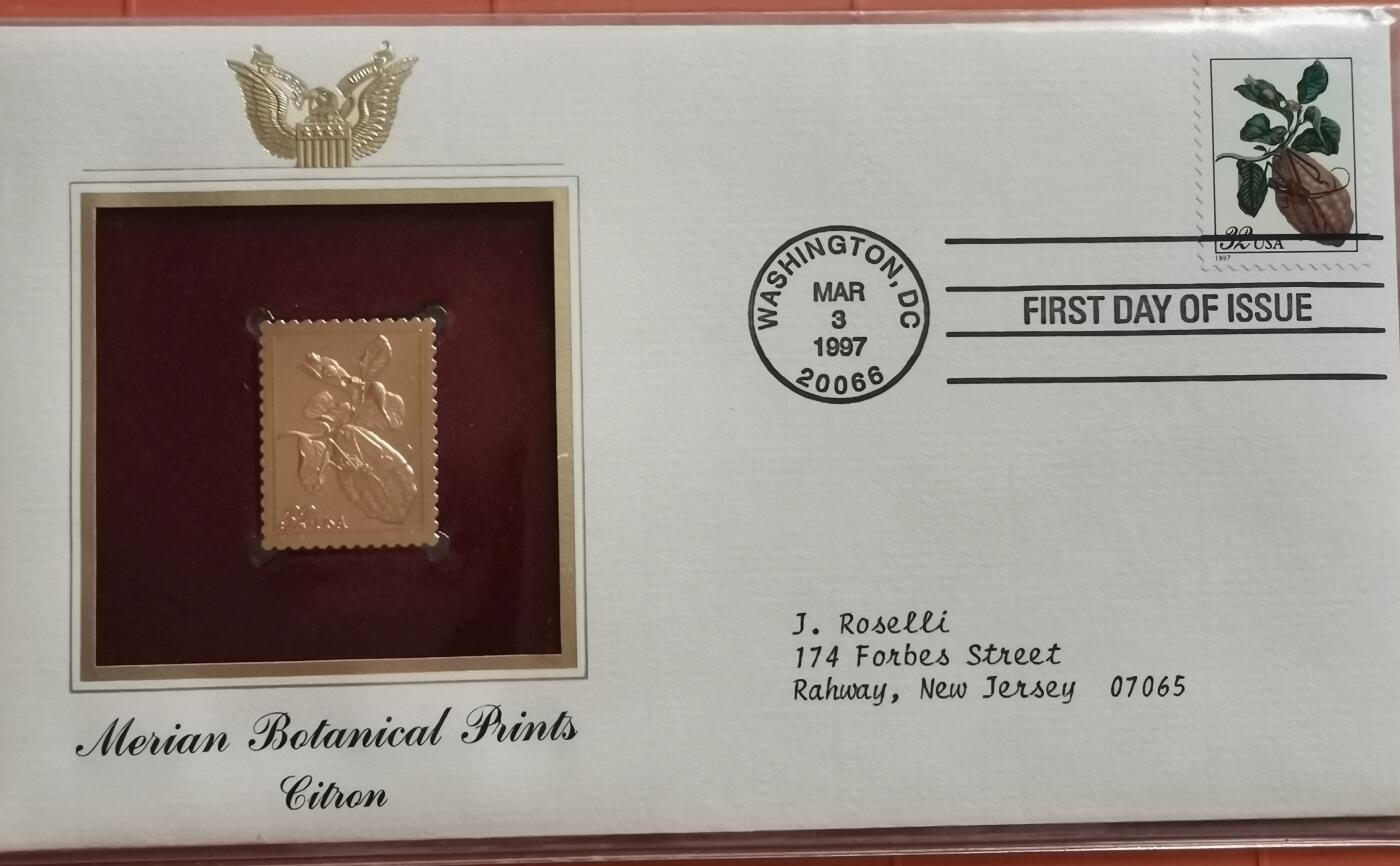 32 USA
1997
WASHINGTON, DC
MAR
3
1997
20066
FIRST DAY OF ISSUE
32 USA
J. Roselli
174 Forbes Street
Rahway, New Jersey 07065
Merian Botanical Prints
Citron